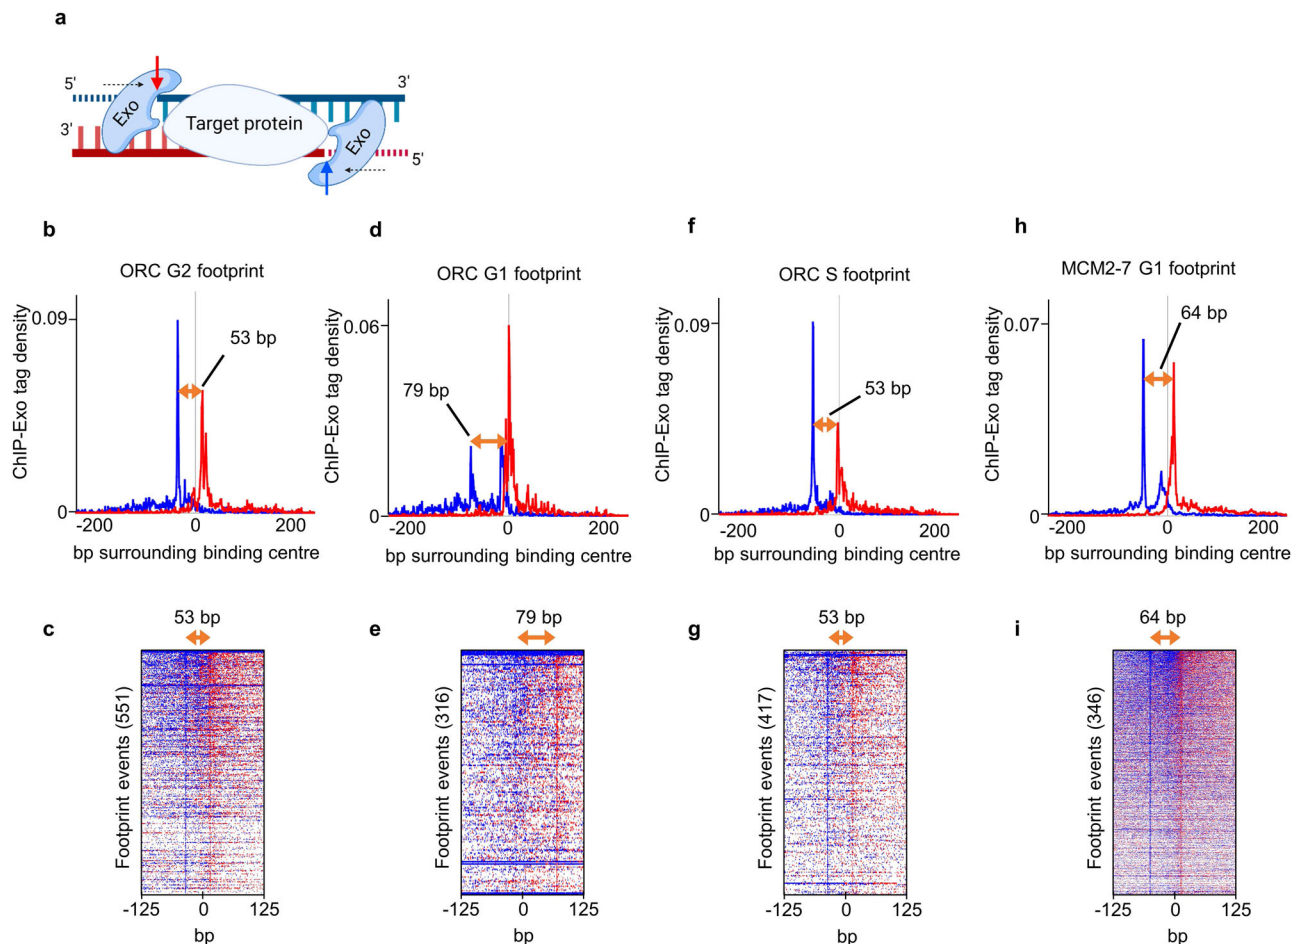 a
5'
3'
Exo
Target protein
3'
Exo
5'
b
ORC G2 footprint
ChIP-Exo tag density
0.09
0
53 bp
-200
0
200
bp surrounding binding centre
d
ORC G1 footprint
ChIP-Exo tag density
0.06
0
79 bp
-200
0
200
bp surrounding binding centre
f
ORC S footprint
ChIP-Exo tag density
0.09
0
53 bp
-200
0
200
bp surrounding binding centre
h
MCM2-7 G1 footprint
ChIP-Exo tag density
0.07
0
64 bp
-200
0
200
bp surrounding binding centre
c
53 bp
Footprint events (551)
-125
0
125
bp
e
79 bp
Footprint events (316)
-125
0
125
bp
g
53 bp
Footprint events (417)
-125
0
125
bp
i
64 bp
Footprint events (346)
-125
0
125
bp